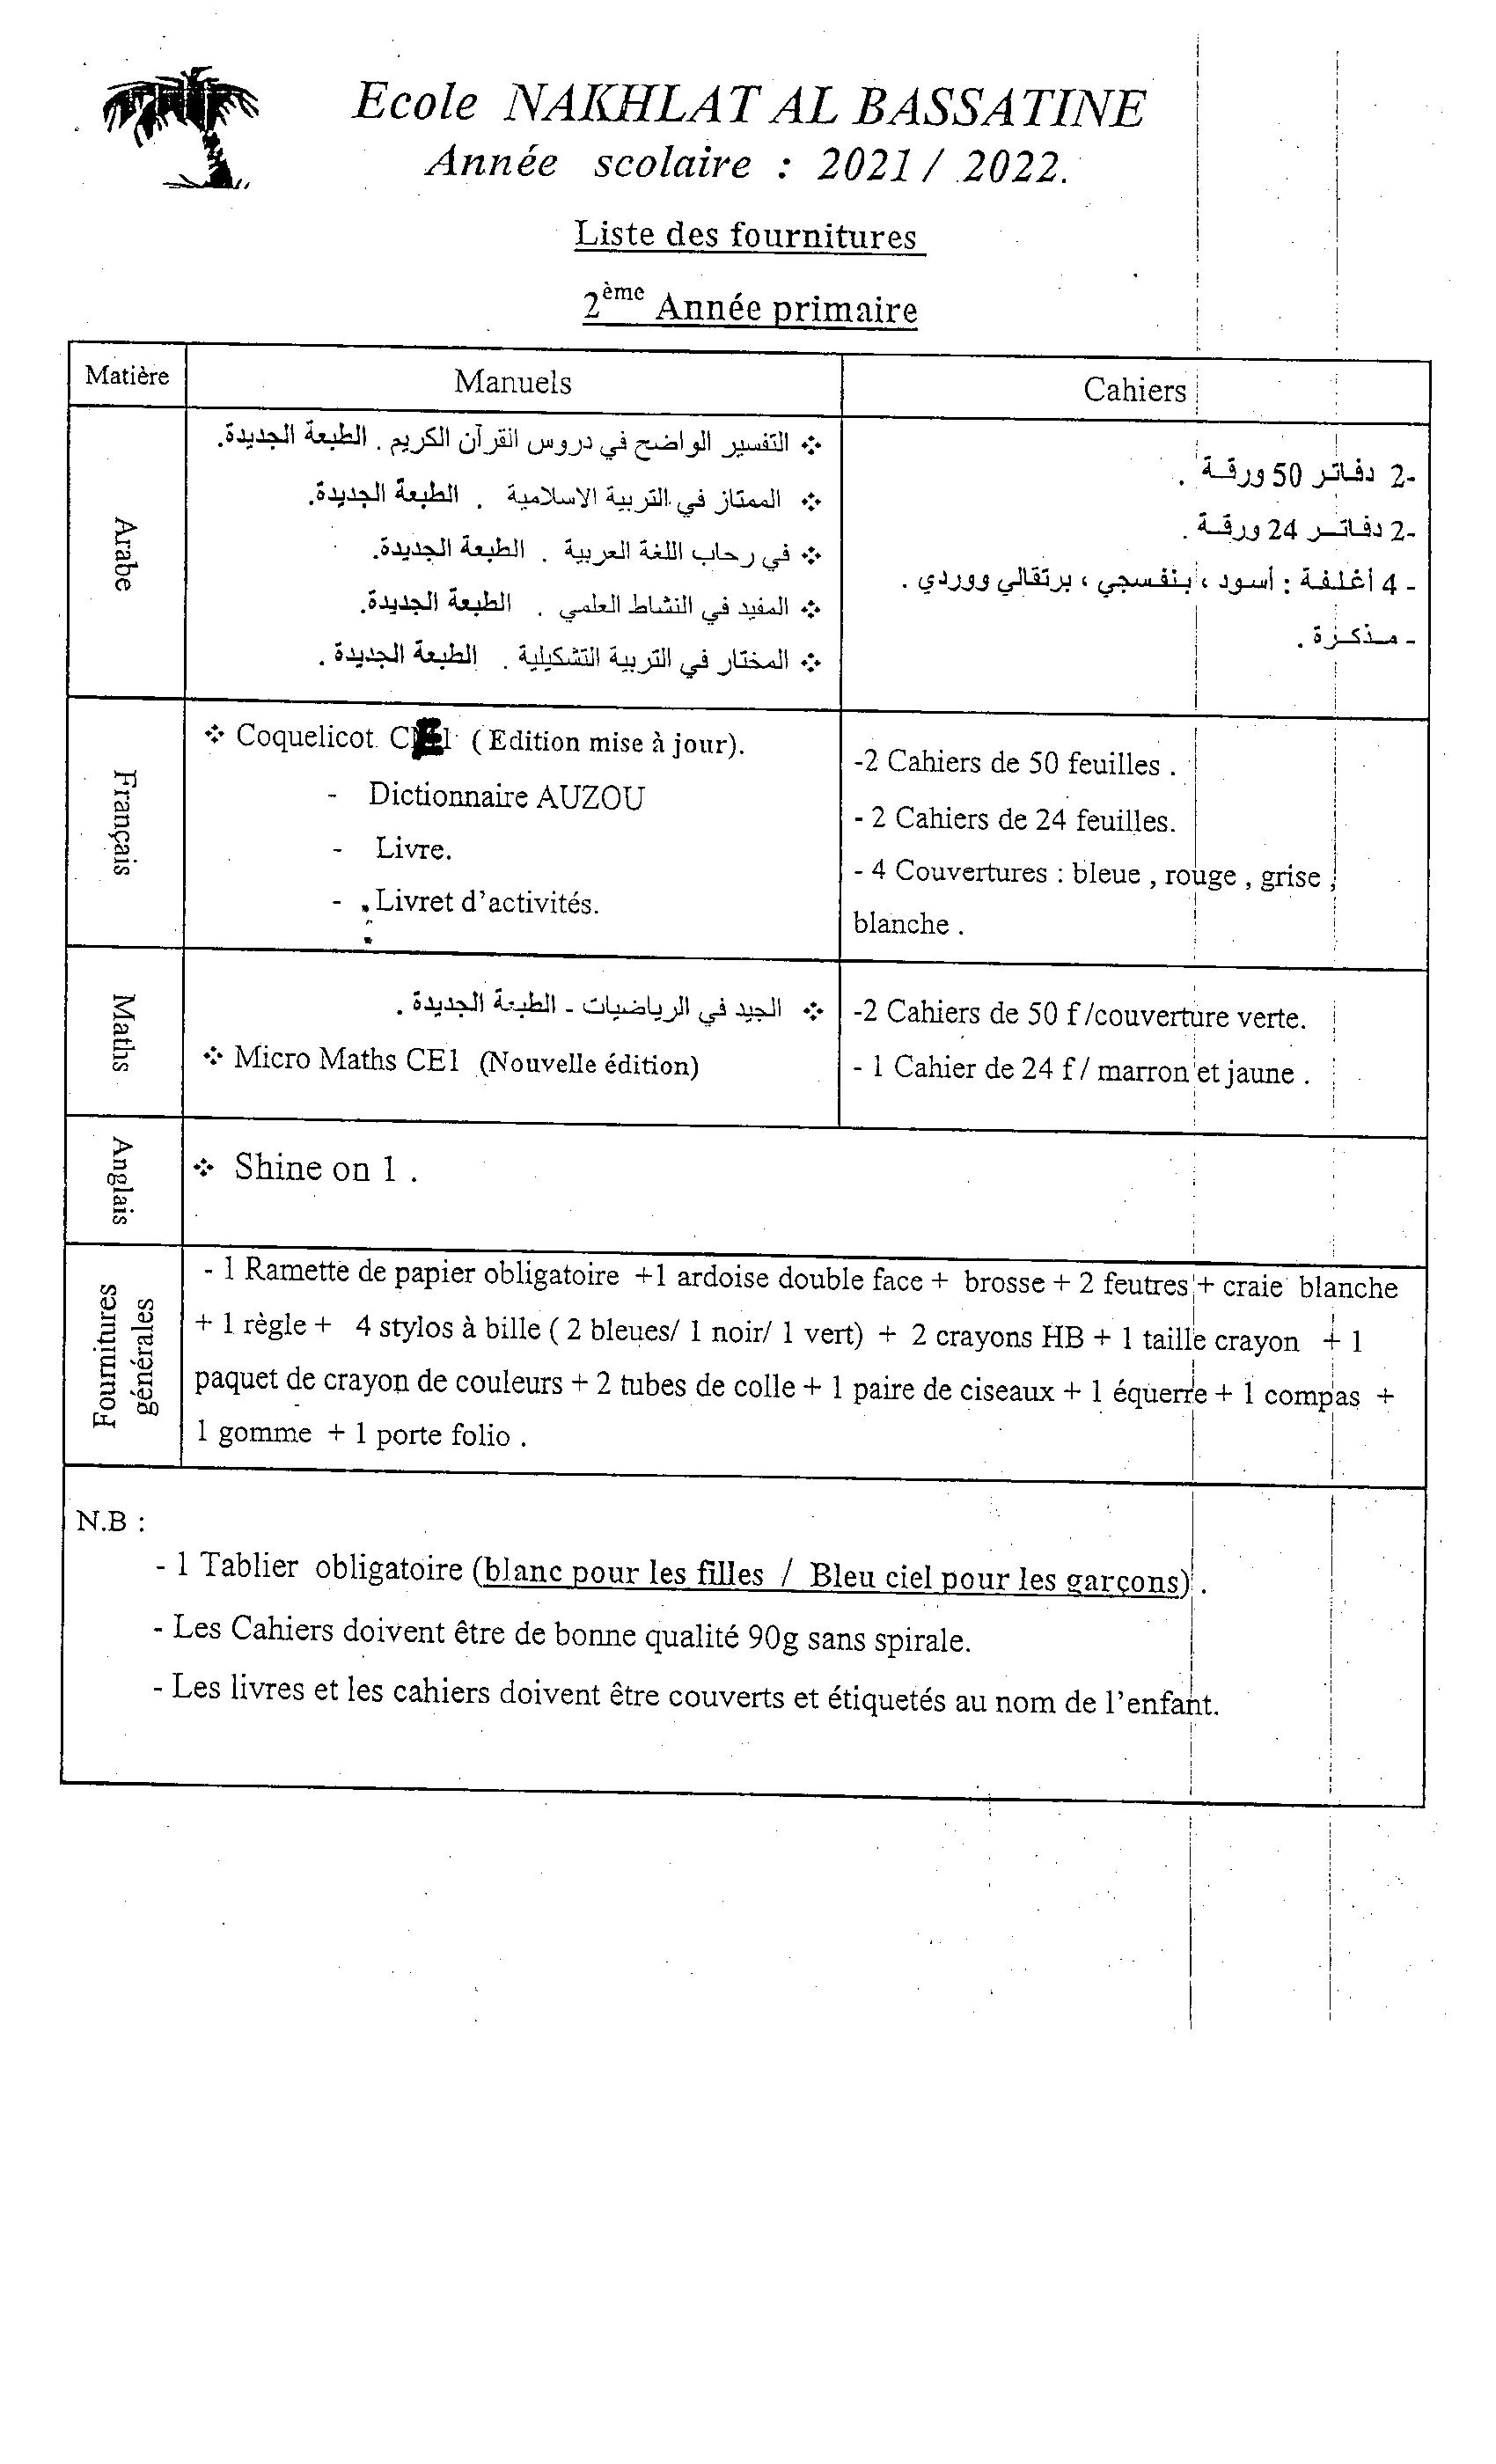 Ecole NAKHLAT AL BASSATINE
Année scolaire : 2021 / 2022.
Liste des fournitures
2ème Année primaire
Matière
Manuels
Cahiers
Arabe
❖ التفسير الواضح في دروس القرآن الكريم . الطبعة الجديدة.
❖ الممتاز في التربية الاسلامية . الطبعة الجديدة.
❖ في رحاب اللغة العربية . الطبعة الجديدة.
❖ المفيد في النشاط العلمي . الطبعة الجديدة.
❖ المختار في التربية التشكيلية . الطبعة الجديدة .
-2 دفاتر 50 ورقة .
-2 دفاتر 24 ورقة .
- 4 أغلفة : أسود ، بنفسجي ، برتقالي ووردي .
- مذكرة .
Français
❖ Coquelicot CE1 ( Edition mise à jour).
- Dictionnaire AUZOU
- Livre.
- Livret d'activités.
-2 Cahiers de 50 feuilles .
- 2 Cahiers de 24 feuilles.
- 4 Couvertures : bleue , rouge , grise ,
blanche .
Maths
❖ الجيد في الرياضيات - الطبعة الجديدة .
❖ Micro Maths CE1 (Nouvelle édition)
-2 Cahiers de 50 f /couverture verte.
- 1 Cahier de 24 f / marron et jaune .
Anglais
❖ Shine on 1 .
Fournitures
générales
- 1 Ramette de papier obligatoire +1 ardoise double face + brosse + 2 feutres + craie blanche
+ 1 règle + 4 stylos à bille ( 2 bleues/ 1 noir/ 1 vert) + 2 crayons HB + 1 taille crayon + 1
paquet de crayon de couleurs + 2 tubes de colle + 1 paire de ciseaux + 1 équerre + 1 compas +
1 gomme + 1 porte folio .
N.B :
- 1 Tablier obligatoire (blanc pour les filles / Bleu ciel pour les garçons) .
- Les Cahiers doivent être de bonne qualité 90g sans spirale.
- Les livres et les cahiers doivent être couverts et étiquetés au nom de l'enfant.